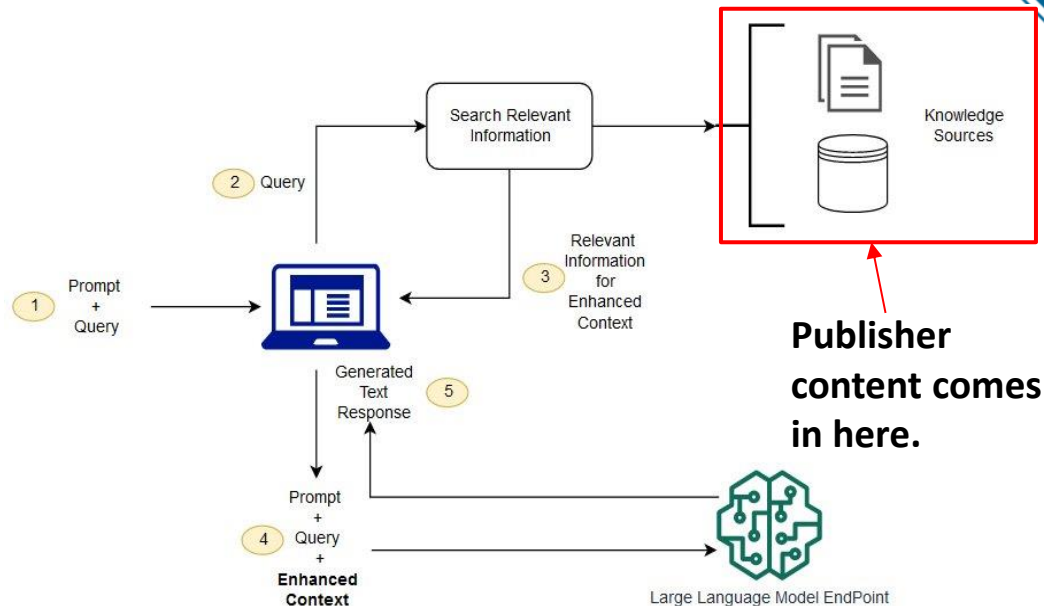 Search Relevant
Information
Knowledge
Sources
2
Query
Relevant
Information
for
Enhanced
Context
3
1
Prompt
+
Query
Publisher
content comes
in here.
Generated
Text
Response
5
Prompt
+
Query
+
Enhanced
Context
4
Large Language Model EndPoint